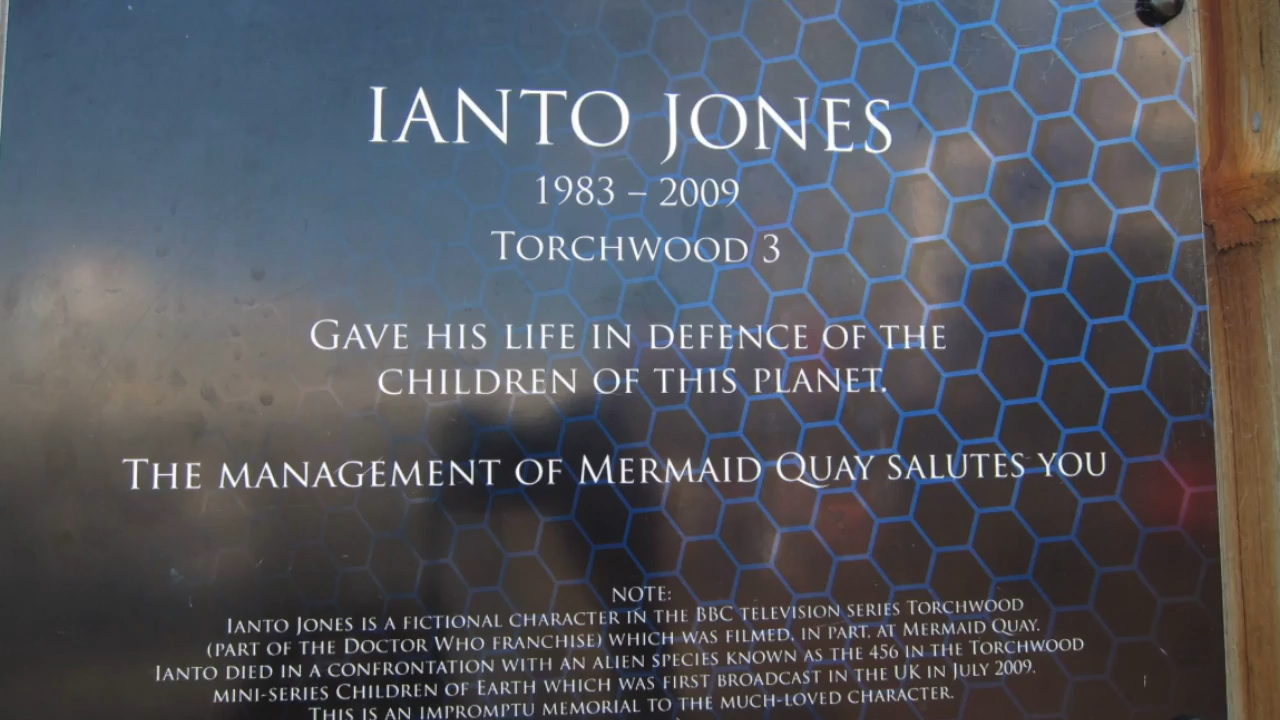 IANTO JONES
1983 – 2009
TORCHWOOD 3
GAVE HIS LIFE IN DEFENCE OF THE
CHILDREN OF THIS PLANET.
THE MANAGEMENT OF MERMAID QUAY SALUTES YOU
NOTE:
IANTO JONES IS A FICTIONAL CHARACTER IN THE BBC TELEVISION SERIES TORCHWOOD
(PART OF THE DOCTOR WHO FRANCHISE) WHICH WAS FILMED, IN PART, AT MERMAID QUAY.
IANTO DIED IN A CONFRONTATION WITH AN ALIEN SPECIES KNOWN AS THE 456 IN THE TORCHWOOD
MINI-SERIES CHILDREN OF EARTH WHICH WAS FIRST BROADCAST IN THE UK IN JULY 2009.
THIS IS AN IMPROMPTU MEMORIAL TO THE MUCH-LOVED CHARACTER.